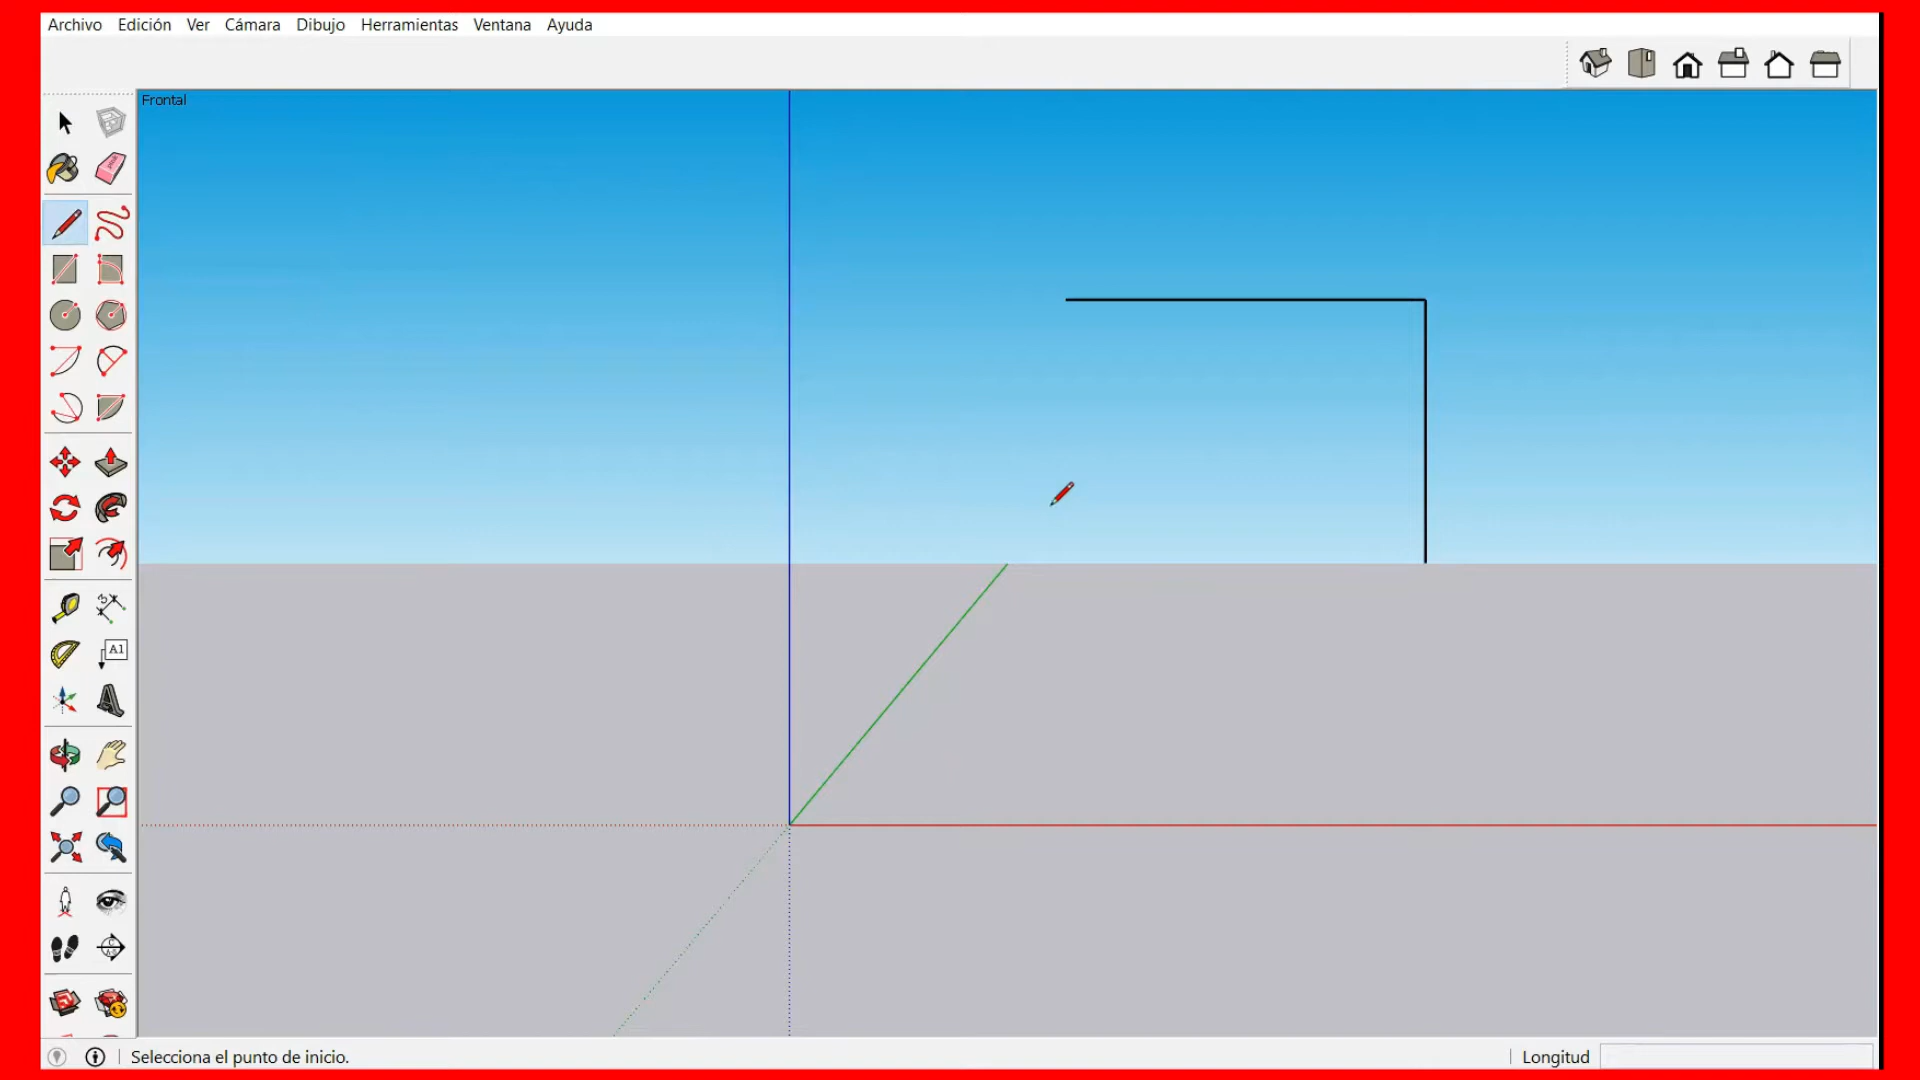 Archivo Edición Ver Cámara Dibujo Herramientas Ventana Ayuda
Frontal
A1
Selecciona el punto de inicio.
Longitud